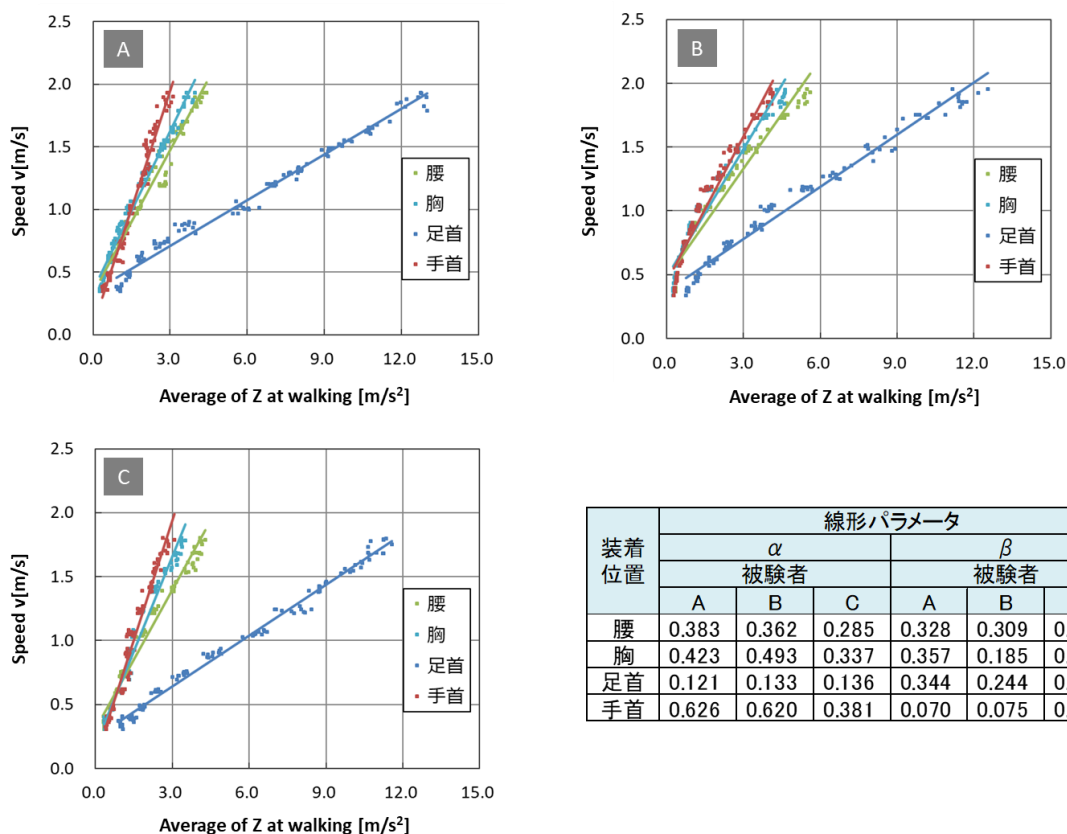 A
2.5
2.0
1.5
1.0
0.5
0.0
Speed v[m/s]
腰
胸
足首
手首
0.0 3.0 6.0 9.0 12.0 15.0
Average of Z at walking [m/s²]
B
2.5
2.0
1.5
1.0
0.5
0.0
Speed v[m/s]
腰
胸
足首
手首
0.0 3.0 6.0 9.0 12.0 15.0
Average of Z at walking [m/s²]
C
2.5
2.0
1.5
1.0
0.5
0.0
Speed v[m/s]
腰
胸
足首
手首
0.0 3.0 6.0 9.0 12.0 15.0
Average of Z at walking [m/s²]
装着位置 線形パラメータ
α β
被験者 被験者
A B C A B
腰 0.383 0.362 0.285 0.328 0.309 0.
胸 0.423 0.493 0.337 0.357 0.185 0.
足首 0.121 0.133 0.136 0.344 0.244 0.
手首 0.626 0.620 0.381 0.070 0.075 0.